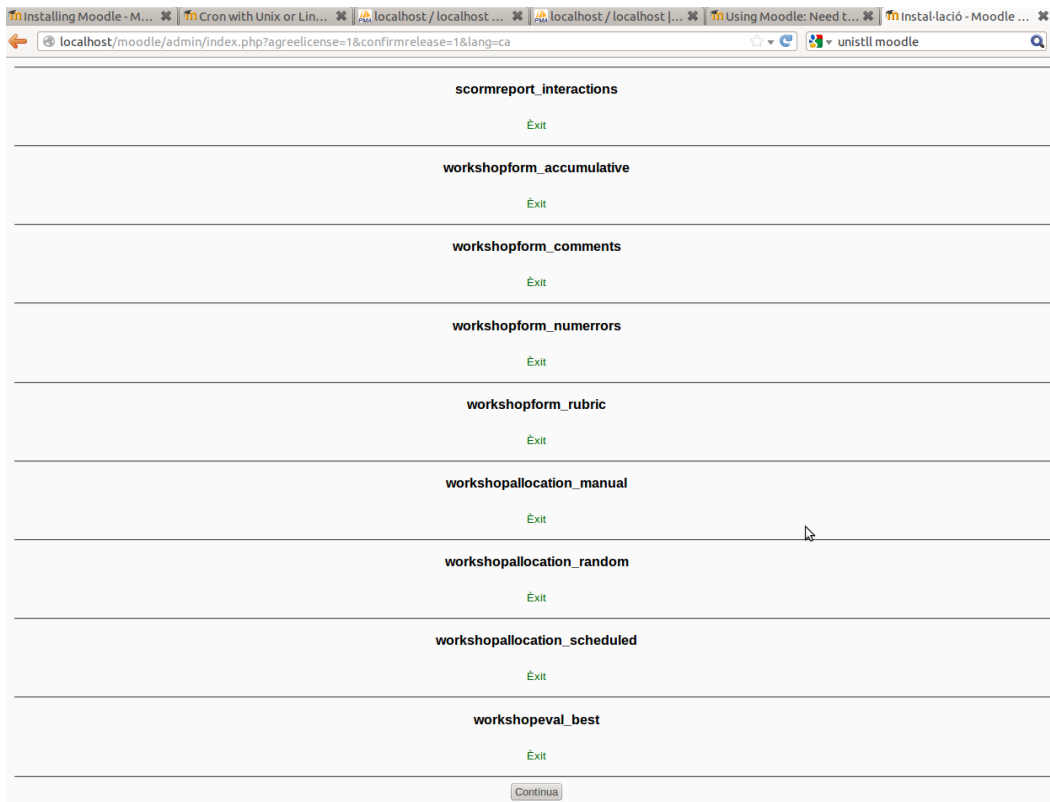 Installing Moodle - M...
Cron with Unix or Lin...
localhost / localhost ...
localhost / localhost |...
Using Moodle: Need t...
Instal·lació - Moodle ...
localhost/moodle/admin/index.php?agreelicense=1&confirmrelease=1&lang=ca
unistll moodle
scormreport_interactions
Èxit
workshopform_accumulative
Èxit
workshopform_comments
Èxit
workshopform_numerrors
Èxit
workshopform_rubric
Èxit
workshopallocation_manual
Èxit
workshopallocation_random
Èxit
workshopallocation_scheduled
Èxit
workshopeval_best
Èxit
Continua